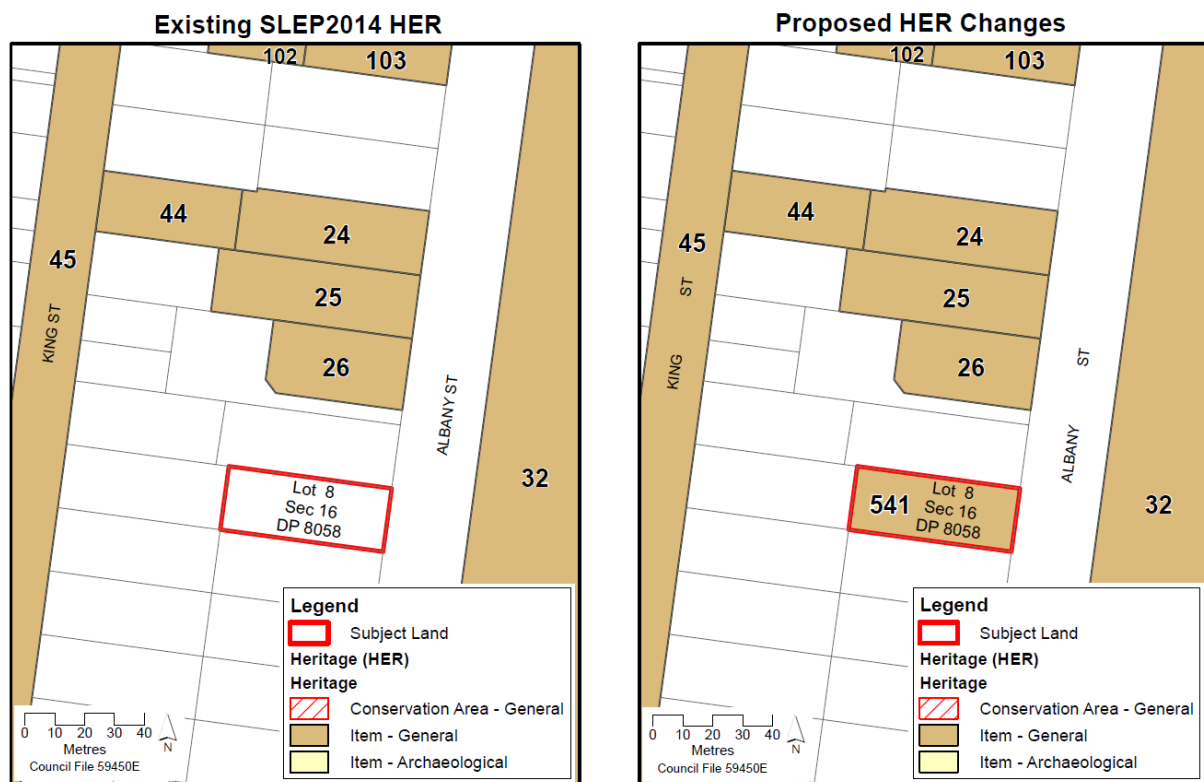 Existing SLEP2014 HER
102
103
44
24
45
25
KING ST
26
ALBANY ST
32
Lot 8
Sec 16
DP 8058
Legend
Subject Land
Heritage (HER)
Heritage
Conservation Area - General
Item - General
Item - Archaeological
0 10 20 30 40
Metres
N
Council File 59450E
Proposed HER Changes
102
103
44
24
45
ST
25
KING
26
ST
ALBANY
32
541
Lot 8
Sec 16
DP 8058
Legend
Subject Land
Heritage (HER)
Heritage
Conservation Area - General
Item - General
Item - Archaeological
0 10 20 30 40
Metres
N
Council File 59450E